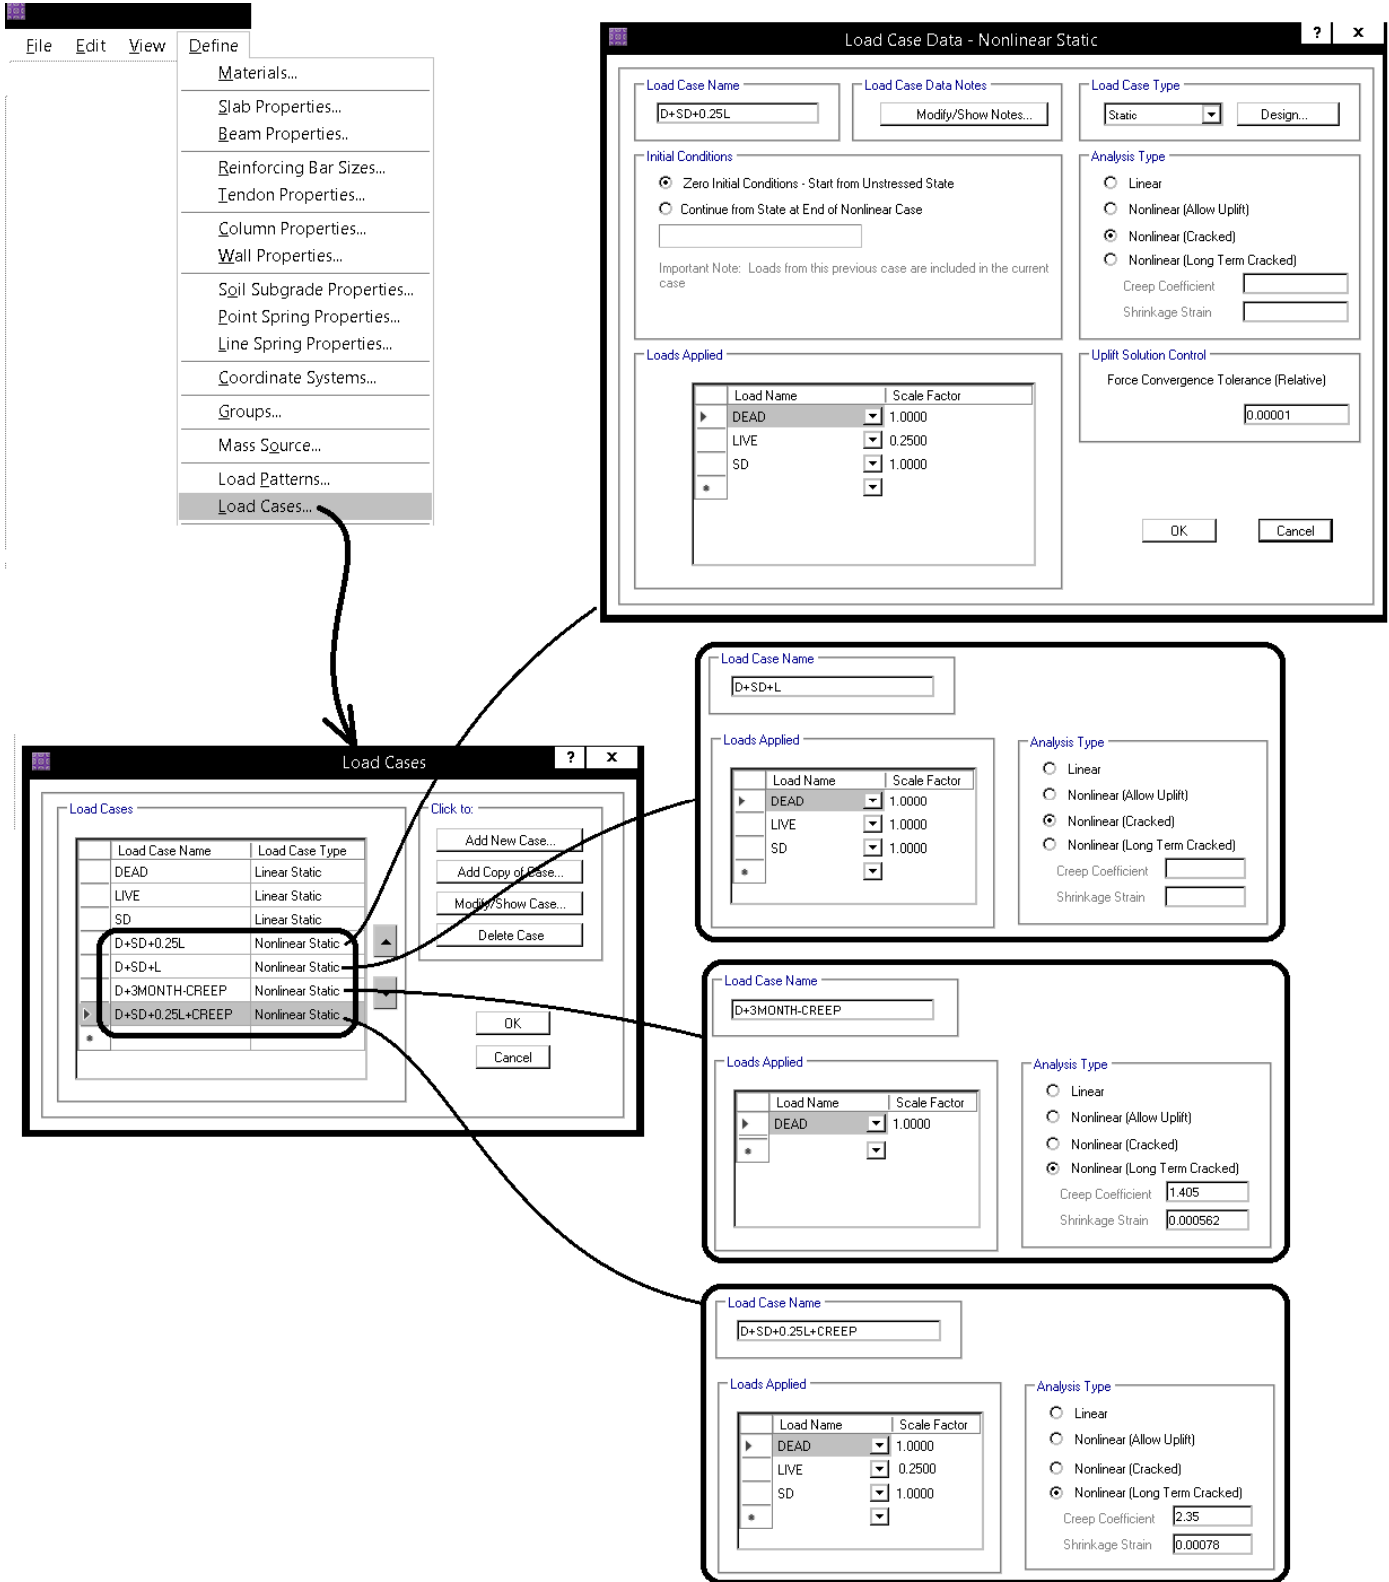 File Edit View Define
Materials...
Slab Properties...
Beam Properties..
Reinforcing Bar Sizes...
Tendon Properties...
Column Properties...
Wall Properties...
Soil Subgrade Properties...
Point Spring Properties...
Line Spring Properties...
Coordinate Systems...
Groups...
Mass Source...
Load Patterns...
Load Cases...
Load Case Data - Nonlinear Static
? x
Load Case Name
D+SD+0.25L
Load Case Data Notes
Modify/Show Notes...
Load Case Type
Static
Design...
Initial Conditions
Zero Initial Conditions - Start from Unstressed State
Continue from State at End of Nonlinear Case
Important Note: Loads from this previous case are included in the current
case
Analysis Type
Linear
Nonlinear (Allow Uplift)
Nonlinear (Cracked)
Nonlinear (Long Term Cracked)
Creep Coefficient
Shrinkage Strain
Loads Applied
Load Name Scale Factor
DEAD 1.0000
LIVE 0.2500
SD 1.0000
Uplift Solution Control
Force Convergence Tolerance (Relative)
0.00001
OK Cancel
Load Cases
? x
Load Cases
Load Case Name Load Case Type
DEAD Linear Static
LIVE Linear Static
SD Linear Static
D+SD+0.25L Nonlinear Static
D+SD+L Nonlinear Static
D+3MONTH-CREEP Nonlinear Static
D+SD+0.25L+CREEP Nonlinear Static
Click to:
Add New Case...
Add Copy of Case...
Modify/Show Case...
Delete Case
OK
Cancel
Load Case Name
D+SD+L
Loads Applied
Load Name Scale Factor
DEAD 1.0000
LIVE 1.0000
SD 1.0000
Analysis Type
Linear
Nonlinear (Allow Uplift)
Nonlinear (Cracked)
Nonlinear (Long Term Cracked)
Creep Coefficient
Shrinkage Strain
Load Case Name
D+3MONTH-CREEP
Loads Applied
Load Name Scale Factor
DEAD 1.0000
Analysis Type
Linear
Nonlinear (Allow Uplift)
Nonlinear (Cracked)
Nonlinear (Long Term Cracked)
Creep Coefficient 1.405
Shrinkage Strain 0.000562
Load Case Name
D+SD+0.25L+CREEP
Loads Applied
Load Name Scale Factor
DEAD 1.0000
LIVE 0.2500
SD 1.0000
Analysis Type
Linear
Nonlinear (Allow Uplift)
Nonlinear (Cracked)
Nonlinear (Long Term Cracked)
Creep Coefficient 2.35
Shrinkage Strain 0.00078